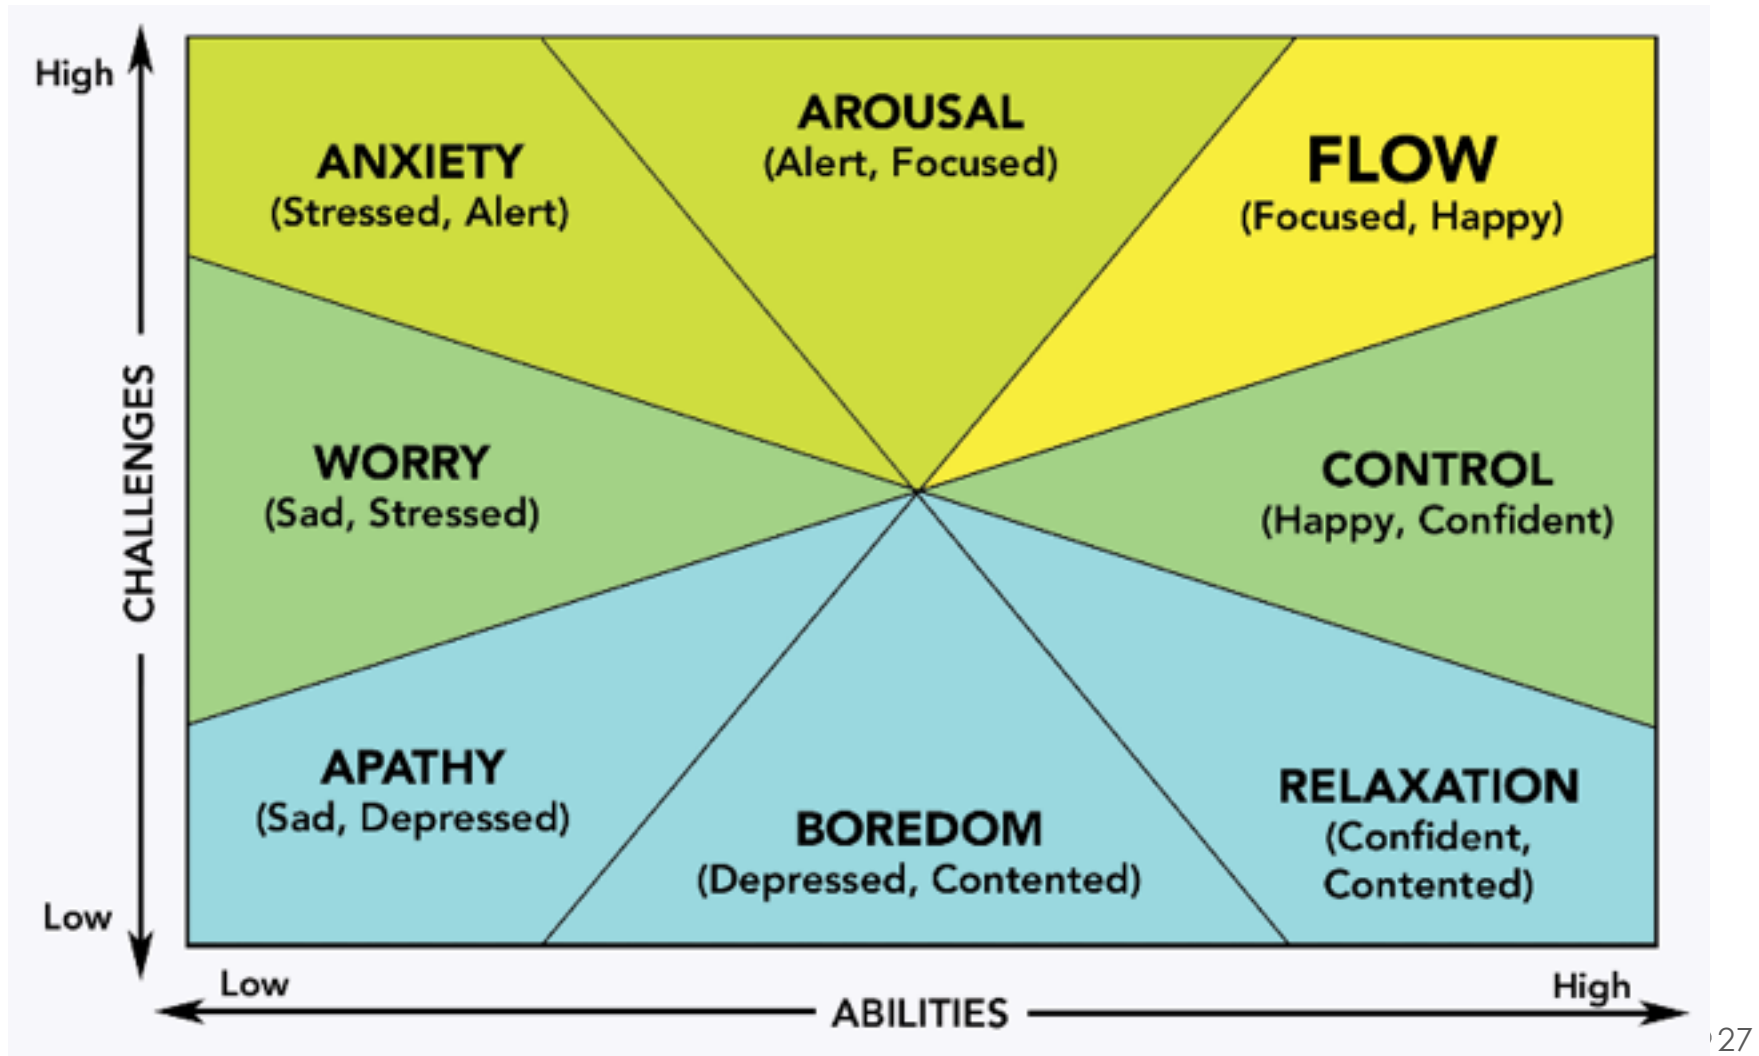 High
ANXIETY
(Stressed, Alert)
AROUSAL
(Alert, Focused)
FLOW
(Focused, Happy)
CHALLENGES
WORRY
(Sad, Stressed)
CONTROL
(Happy, Confident)
APATHY
(Sad, Depressed)
BOREDOM
(Depressed, Contented)
RELAXATION
(Confident,
Contented)
Low
Low
ABILITIES
High
27